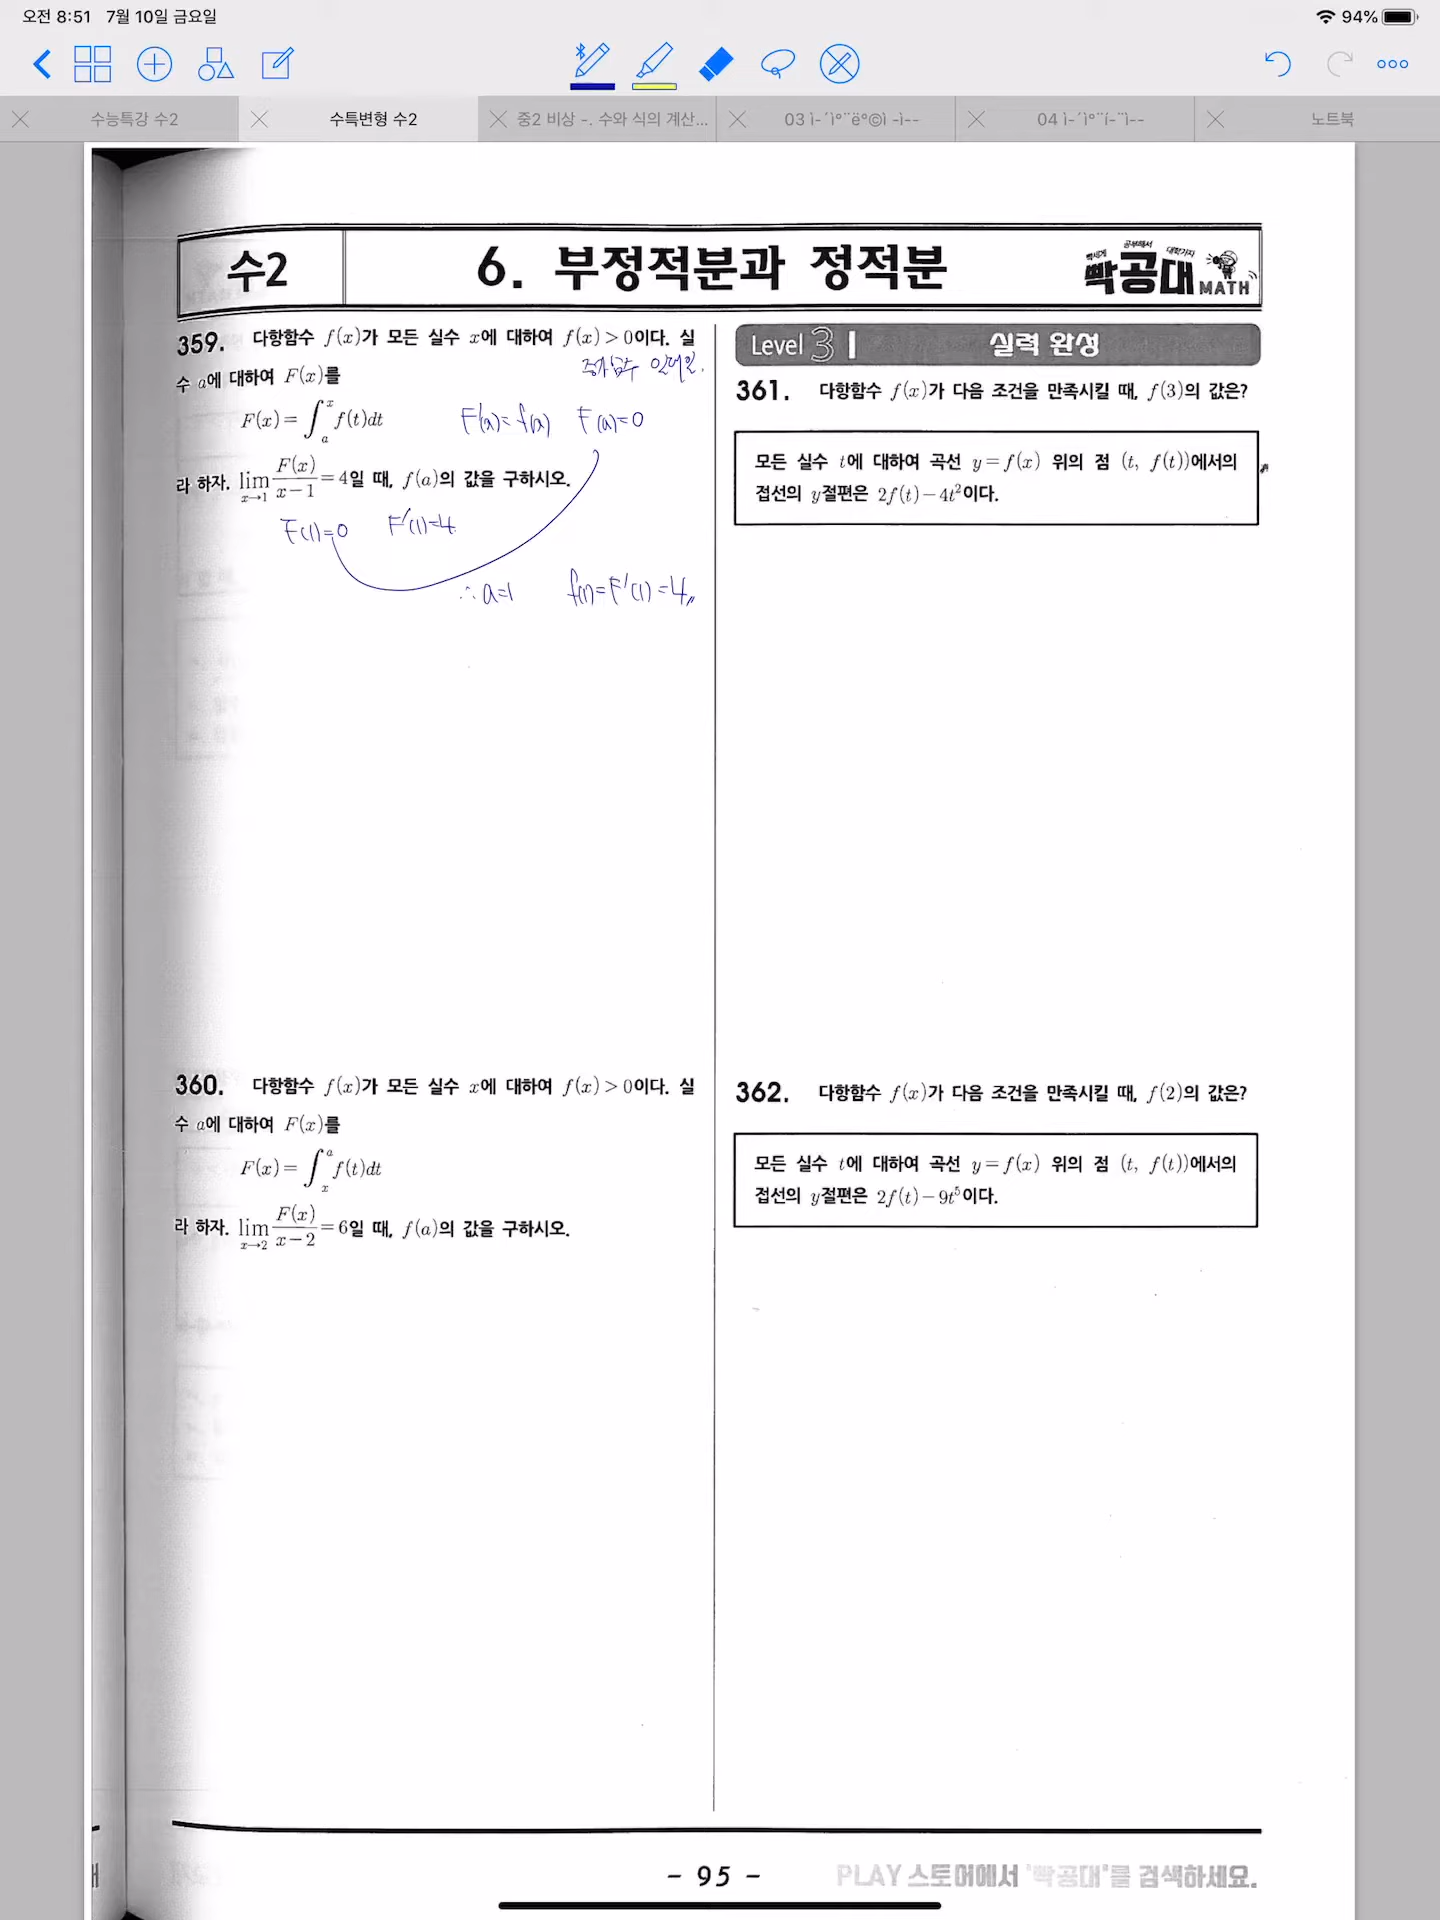 오전 8:51 7월 10일 금요일
94%
수능특강 수2
수특변형 수2
중2 비상 -. 수와 식의 계산...
노트북
수2
6. 부정적분과 정적분
빡공대 MATH
359. 다항함수 f(x)가 모든 실수 x에 대하여 f(x)>0이다. 실
수 a에 대하여 F(x)를
F(x)=∫_a^x f(t)dt
F'(x)=f(x) F(a)=0
라 하자. lim_{x→1} F(x)/(x-1)=4일 때, f(a)의 값을 구하시오.
F(1)=0 F'(1)=4
∴ a=1 f(1)=F'(1)=4
360. 다항함수 f(x)가 모든 실수 x에 대하여 f(x)>0이다. 실
수 a에 대하여 F(x)를
F(x)=∫_x^a f(t)dt
라 하자. lim_{x→2} F(x)/(x-2)=6일 때, f(a)의 값을 구하시오.
Level 3 실력 완성
361. 다항함수 f(x)가 다음 조건을 만족시킬 때, f(3)의 값은?
모든 실수 t에 대하여 곡선 y=f(x) 위의 점 (t, f(t))에서의
접선의 y절편은 2f(t)-4t²이다.
362. 다항함수 f(x)가 다음 조건을 만족시킬 때, f(2)의 값은?
모든 실수 t에 대하여 곡선 y=f(x) 위의 점 (t, f(t))에서의
접선의 y절편은 2f(t)-9t⁵이다.
- 95 -
PLAY 스토어에서 '빡공대'를 검색하세요.